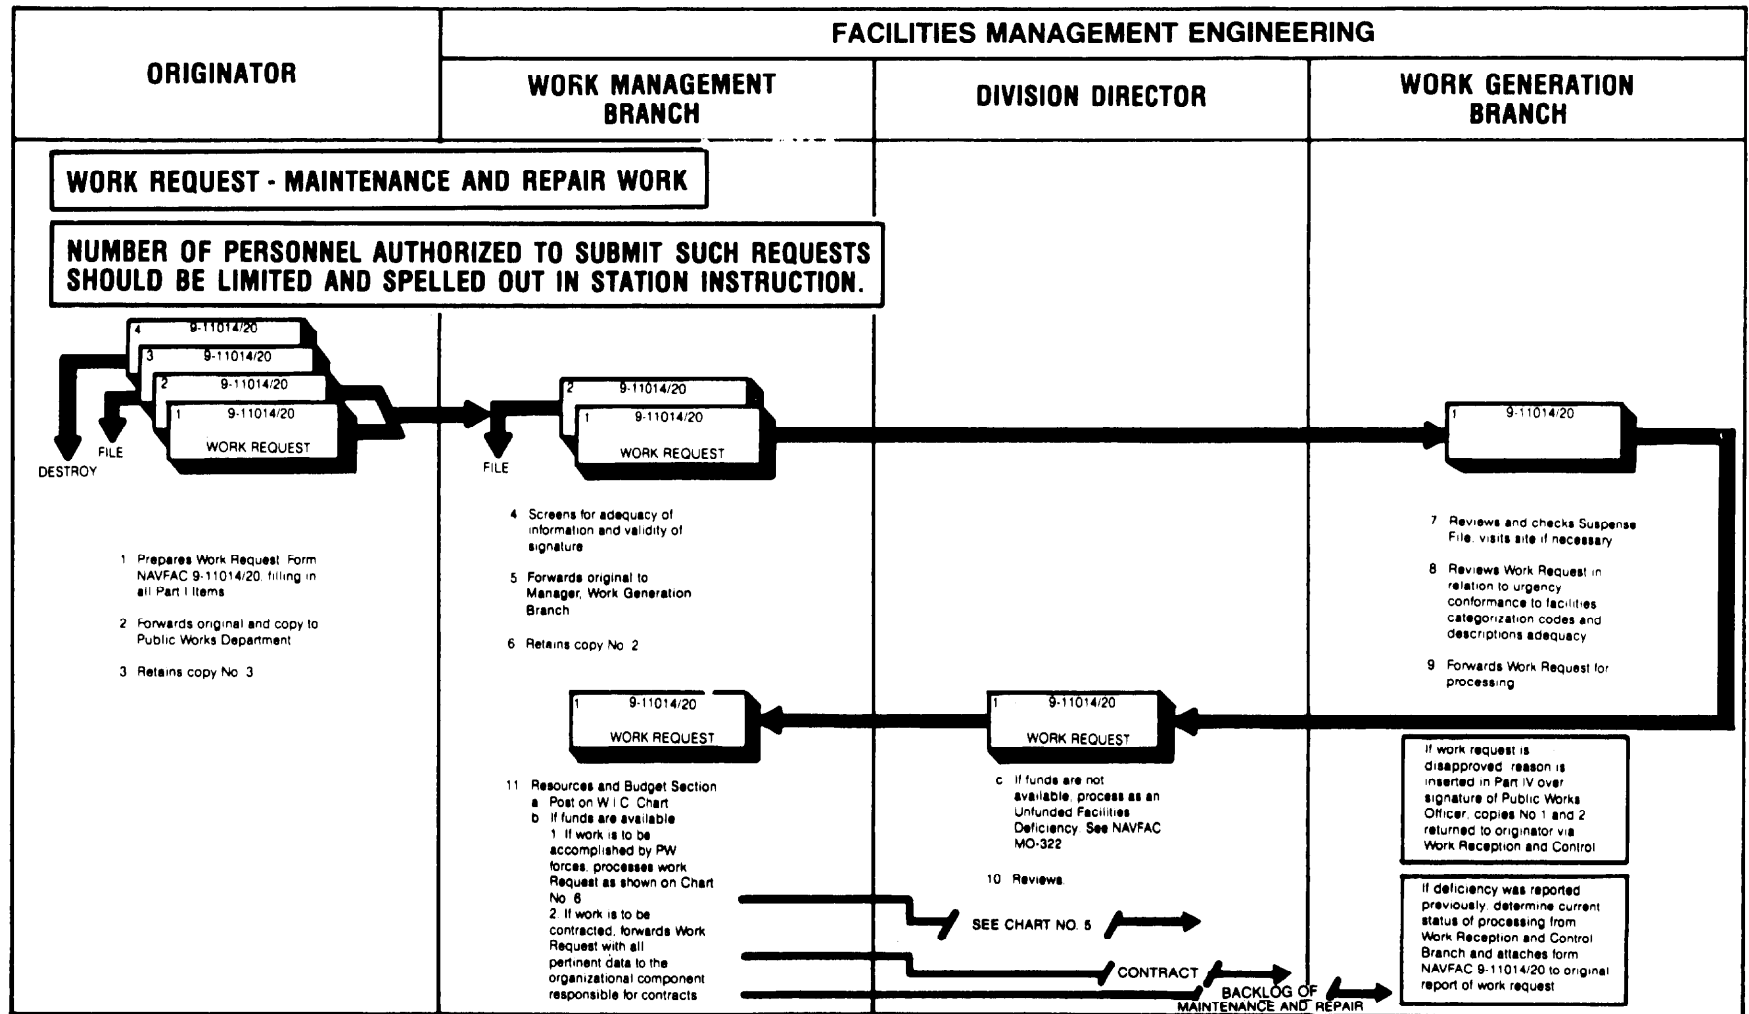 FACILITIES MANAGEMENT ENGINEERING
ORIGINATOR
WORK MANAGEMENT
BRANCH
DIVISION DIRECTOR
WORK GENERATION
BRANCH
WORK REQUEST - MAINTENANCE AND REPAIR WORK
NUMBER OF PERSONNEL AUTHORIZED TO SUBMIT SUCH REQUESTS
SHOULD BE LIMITED AND SPELLED OUT IN STATION INSTRUCTION.
4 9-11014/20
3 9-11014/20
2 9-11014/20
1 9-11014/20
WORK REQUEST
DESTROY
FILE
1 Prepares Work Request Form
NAVFAC 9-11014/20, filling in
all Part I Items
2 Forwards original and copy to
Public Works Department
3 Retains copy No 3
2 9-11014/20
1 9-11014/20
WORK REQUEST
FILE
4 Screens for adequacy of
information and validity of
signature
5 Forwards original to
Manager, Work Generation
Branch
6 Retains copy No 2
1 9-11014/20
7 Reviews and checks Suspense
File, visits site if necessary
8 Reviews Work Request in
relation to urgency
conformance to facilities
categorization codes and
descriptions adequacy
9 Forwards Work Request for
processing
1 9-11014/20
WORK REQUEST
11 Resources and Budget Section
a Post on W I C Chart
b If funds are available
1 If work is to be
accomplished by PW
forces, processes work
Request as shown on Chart
No 6
2. If work is to be
contracted, forwards Work
Request with all
pertinent data to the
organizational component
responsible for contracts
1 9-11014/20
WORK REQUEST
c If funds are not
available, process as an
Unfunded Facilities
Deficiency. See NAVFAC
MO-322
10 Reviews.
SEE CHART NO. 5
CONTRACT
BACKLOG OF
MAINTENANCE AND REPAIR
If work request is
disapproved reason is
inserted in Part IV over
signature of Public Works
Officer, copies No 1 and 2
returned to originator via
Work Reception and Control
If deficiency was reported
previously, determine current
status of processing from
Work Reception and Control
Branch and attaches form
NAVFAC 9-11014/20 to original
report of work request